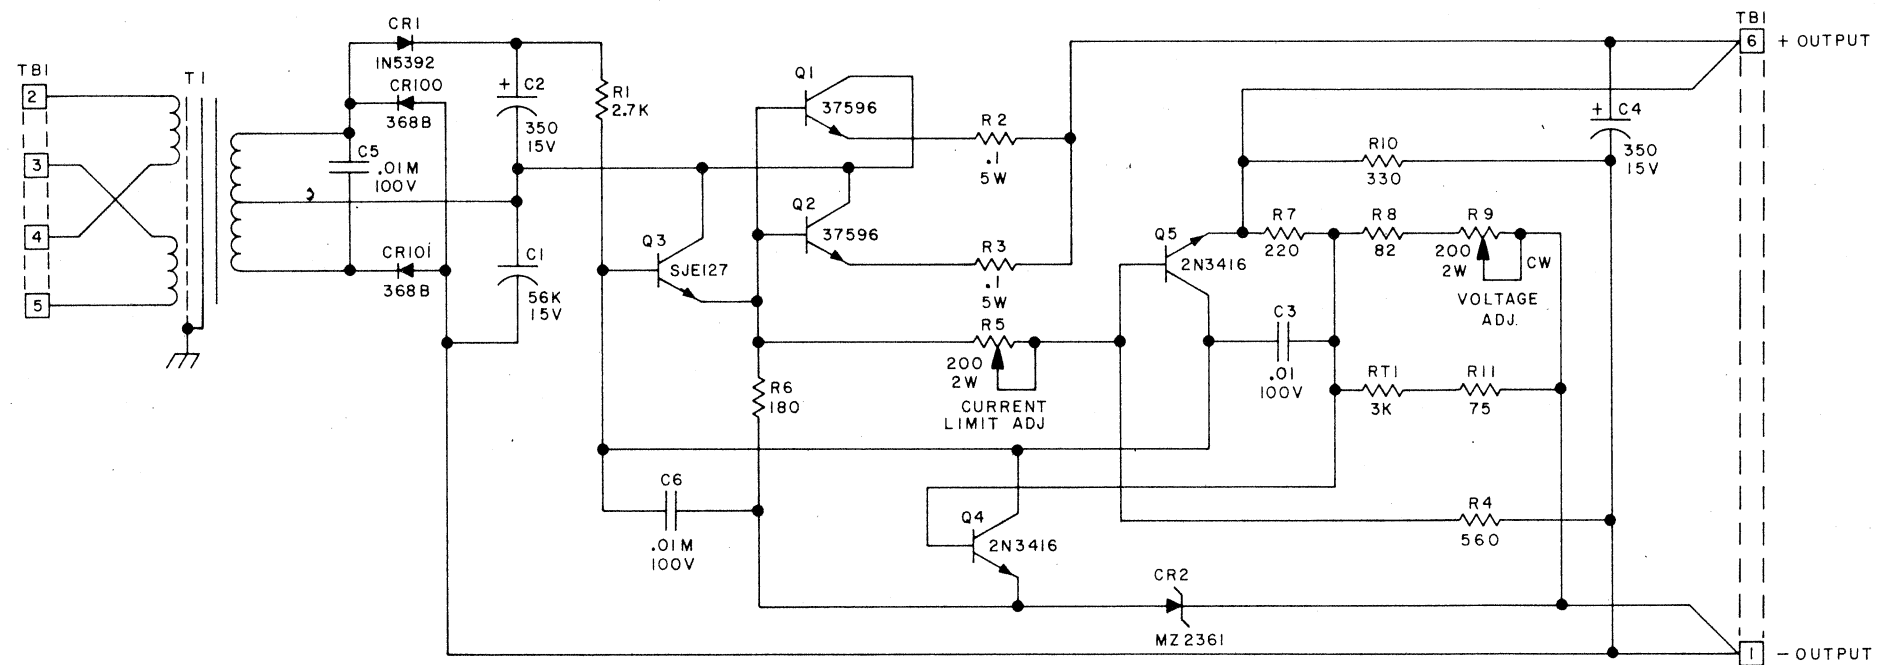 TB1
2
3
4
5
T1
CR1
1N5392
CR100
368B
C5
.01M
100V
CR101
368B
+ C2
350
15V
C1
56K
15V
R1
2.7K
Q1
37596
Q2
37596
Q3
SJE127
R2
.1
5W
R3
.1
5W
R5
200
2W
CURRENT
LIMIT ADJ
R6
180
C6
.01M
100V
Q4
2N3416
Q5
2N3416
R7
220
C3
.01
100V
R10
330
R8
82
R9
200
2W
CW
VOLTAGE
ADJ.
RT1
3K
R11
75
R4
560
CR2
MZ2361
+ C4
350
15V
TB1
6 + OUTPUT
1 - OUTPUT